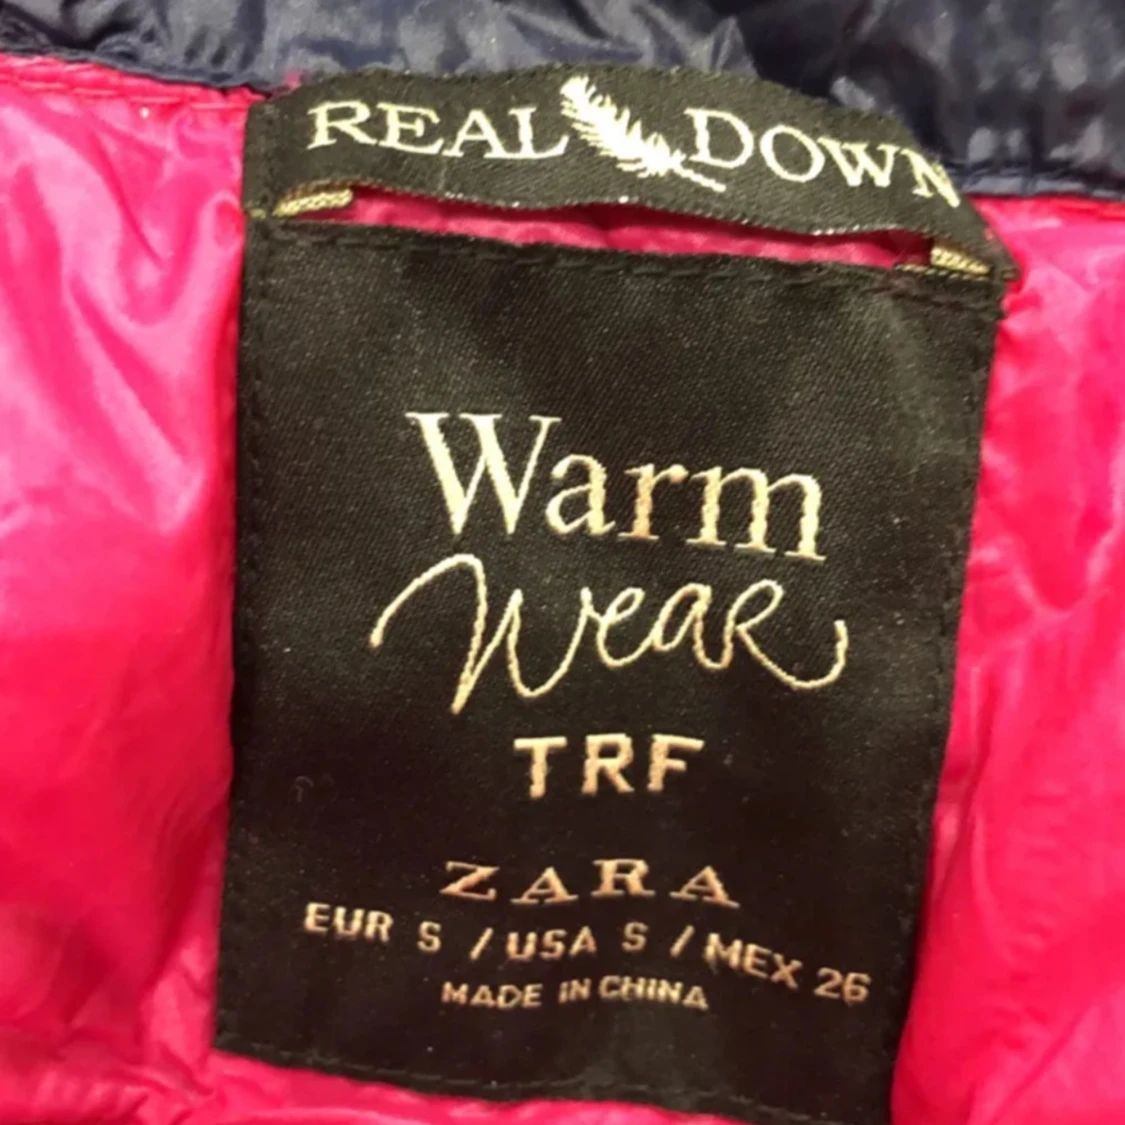 REAL DOWN
Warm
Wear
TRF
ZARA
EUR S / USA S / MEX 26
MADE IN CHINA